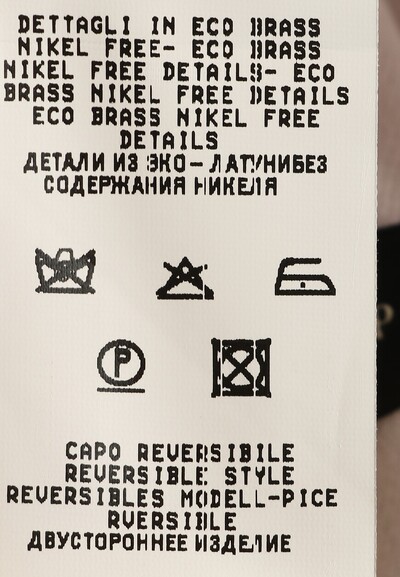 DETTAGLI IN ECO BRASS
NIKEL FREE- ECO BRASS
NIKEL FREE DETAILS- ECO
BRASS NIKEL FREE DETAILS
ECO BRASS NIKEL FREE
DETAILS
ДЕТАЛИ ИЗ ЭКО-ЛАТУНИБЕЗ
СОДЕРЖАНИЯ НИКЕЛЯ
P
CAPO REVERSIBILE
REVERSIBLE STYLE
REVERSIBLES MODELL-PICE
RVERSIBLE
ДВУСТОРОННЕЕ ИЗДЕЛИЕ